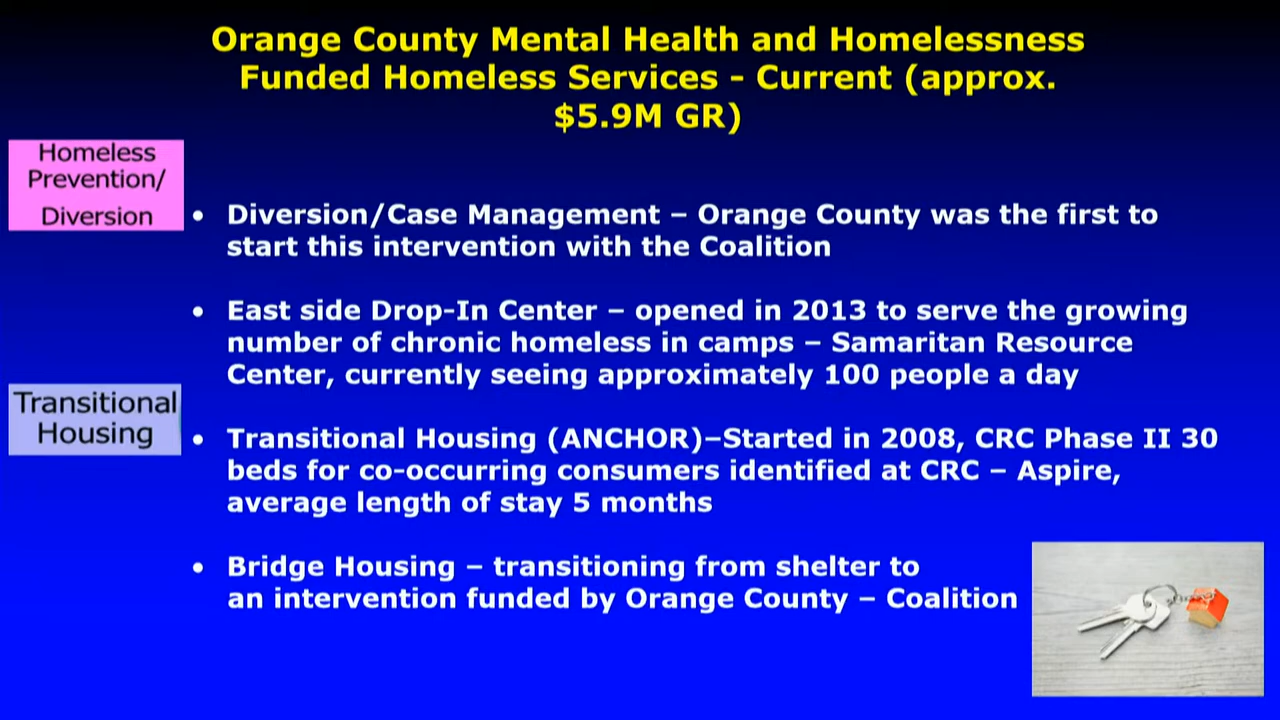 Orange County Mental Health and Homelessness
Funded Homeless Services - Current (approx.
$5.9M GR)
Homeless
Prevention/
Diversion
• Diversion/Case Management – Orange County was the first to
start this intervention with the Coalition
• East side Drop-In Center – opened in 2013 to serve the growing
number of chronic homeless in camps – Samaritan Resource
Center, currently seeing approximately 100 people a day
Transitional
Housing
• Transitional Housing (ANCHOR)–Started in 2008, CRC Phase II 30
beds for co-occurring consumers identified at CRC – Aspire,
average length of stay 5 months
• Bridge Housing – transitioning from shelter to
an intervention funded by Orange County – Coalition